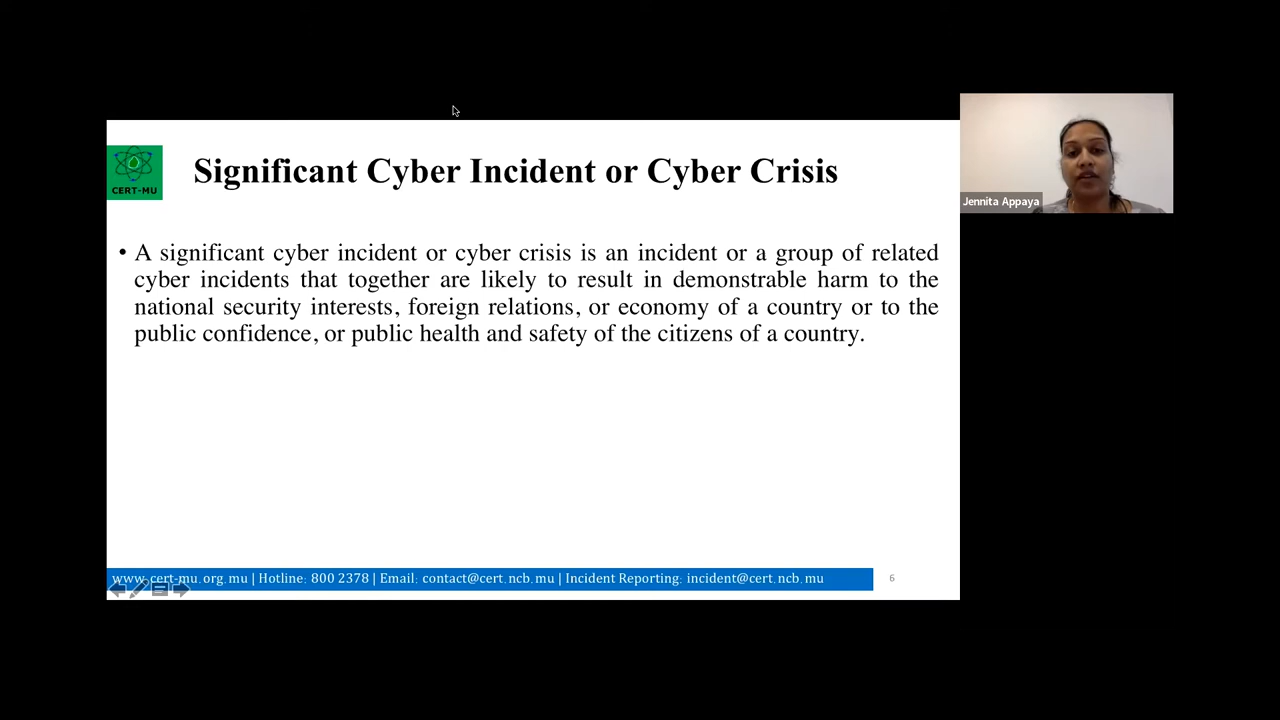 CERT-MU
Significant Cyber Incident or Cyber Crisis
Jennita Appaya
• A significant cyber incident or cyber crisis is an incident or a group of related
cyber incidents that together are likely to result in demonstrable harm to the
national security interests, foreign relations, or economy of a country or to the
public confidence, or public health and safety of the citizens of a country.
www.cert-mu.org.mu | Hotline: 800 2378 | Email: contact@cert.ncb.mu | Incident Reporting: incident@cert.ncb.mu
6